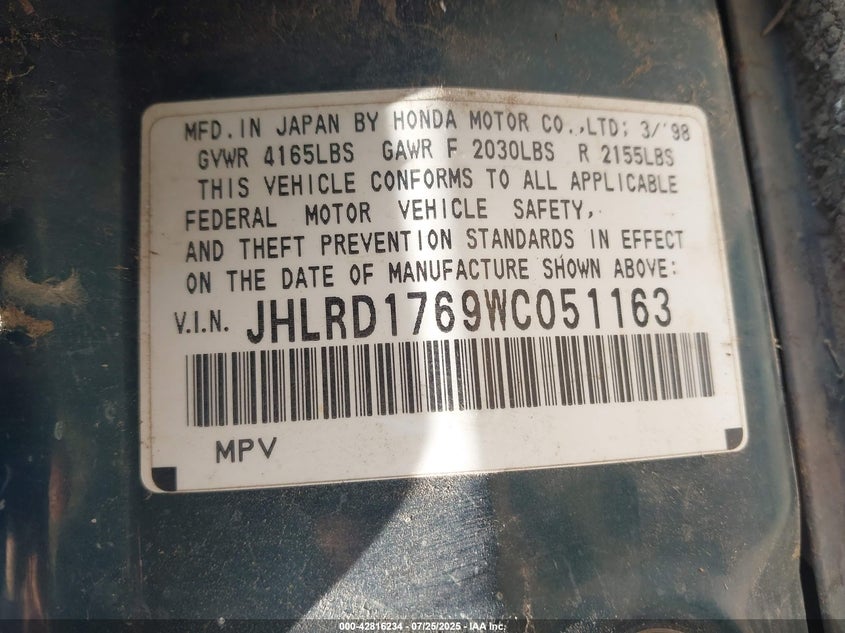 MFD. IN JAPAN BY HONDA MOTOR CO.,LTD; 3/'98
GVWR 4165LBS GAWR F 2030LBS R 2155LBS
THIS VEHICLE CONFORMS TO ALL APPLICABLE
FEDERAL MOTOR VEHICLE SAFETY,
AND THEFT PREVENTION STANDARDS IN EFFECT
ON THE DATE OF MANUFACTURE SHOWN ABOVE:
V.I.N. JHLRD1769WC051163
MPV
000-42816234 - 07/25/2025 - IAA Inc.